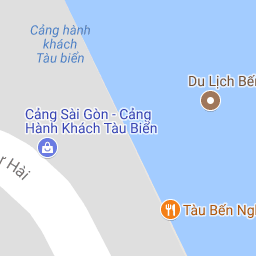 Cảng hành
khách
Tàu biển
Du Lịch Bến
Cảng Sài Gòn - Cảng
Hành Khách Tàu Biển
Hải
Tàu Bến